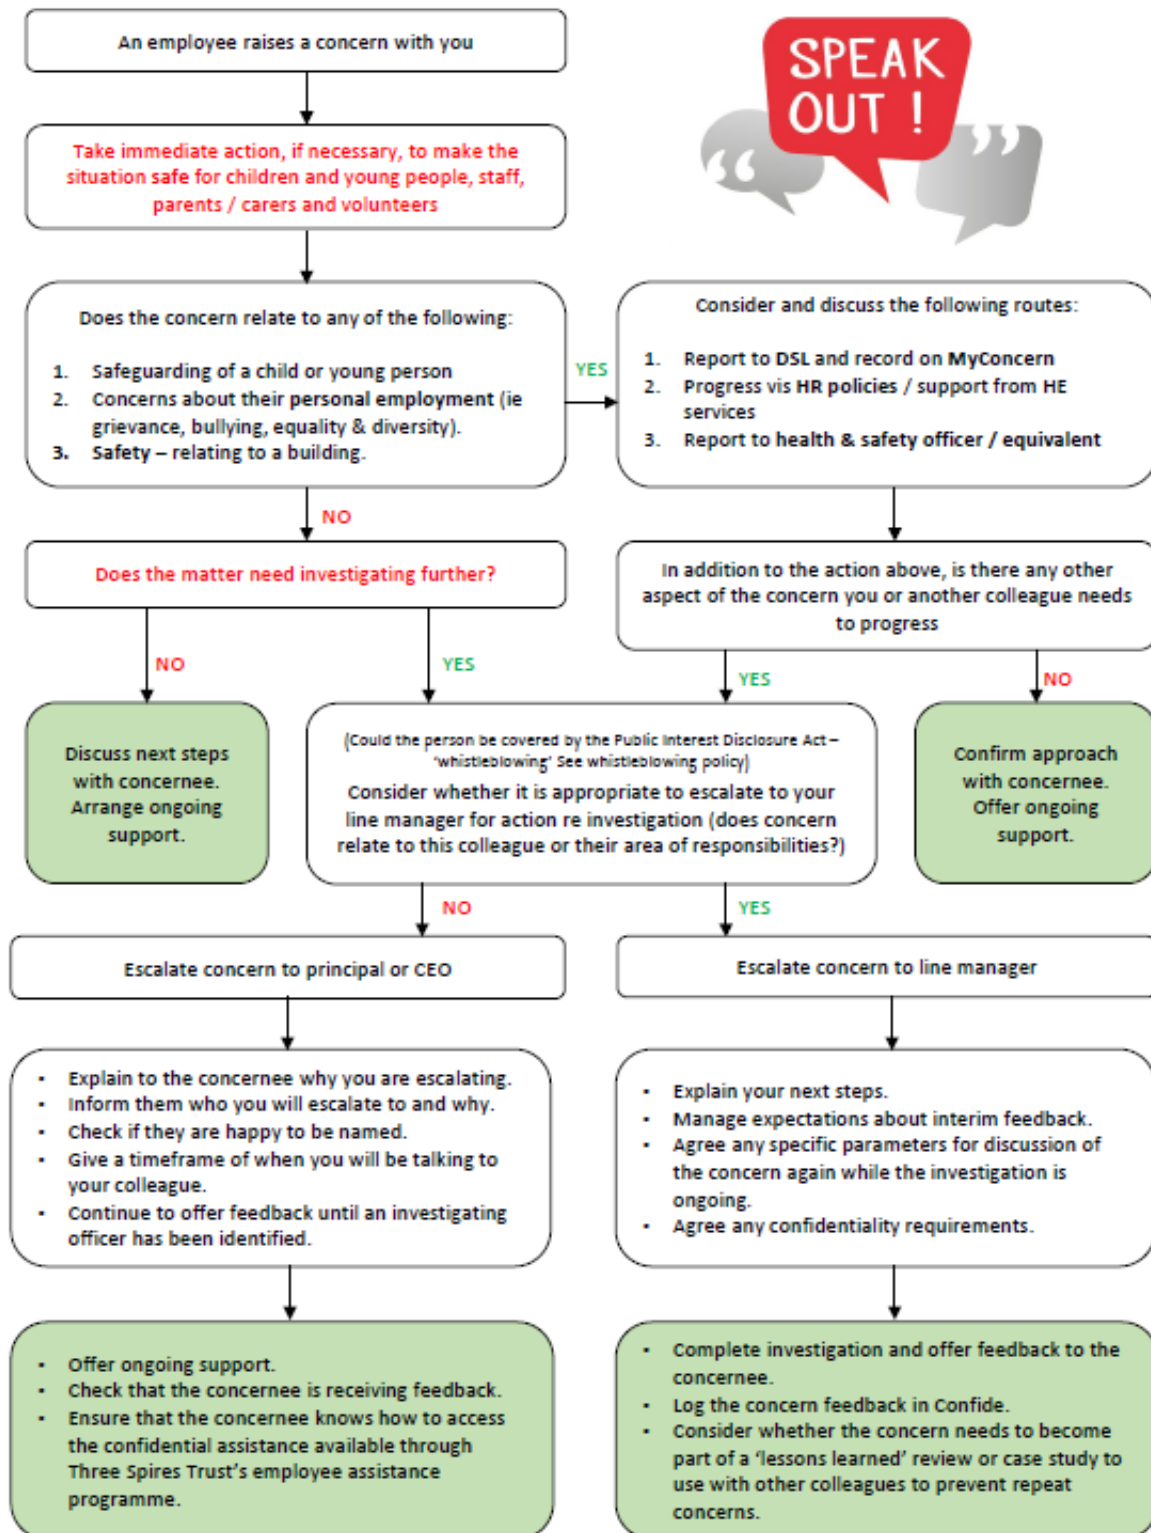 An employee raises a concern with you
SPEAK
OUT !
Take immediate action, if necessary, to make the
situation safe for children and young people, staff,
parents / carers and volunteers
Does the concern relate to any of the following:
1. Safeguarding of a child or young person
2. Concerns about their personal employment (ie
grievance, bullying, equality & diversity).
3. Safety – relating to a building.
YES
Consider and discuss the following routes:
1. Report to DSL and record on MyConcern
2. Progress vis HR policies / support from HE
services
3. Report to health & safety officer / equivalent
NO
Does the matter need investigating further?
In addition to the action above, is there any other
aspect of the concern you or another colleague needs
to progress
NO
YES
YES
NO
Discuss next steps
with concernee.
Arrange ongoing
support.
(Could the person be covered by the Public Interest Disclosure Act –
'whistleblowing' See whistleblowing policy)
Consider whether it is appropriate to escalate to your
line manager for action re investigation (does concern
relate to this colleague or their area of responsibilities?)
Confirm approach
with concernee.
Offer ongoing
support.
NO
YES
Escalate concern to principal or CEO
Escalate concern to line manager
• Explain to the concernee why you are escalating.
• Inform them who you will escalate to and why.
• Check if they are happy to be named.
• Give a timeframe of when you will be talking to
your colleague.
• Continue to offer feedback until an investigating
officer has been identified.
• Explain your next steps.
• Manage expectations about interim feedback.
• Agree any specific parameters for discussion of
the concern again while the investigation is
ongoing.
• Agree any confidentiality requirements.
• Offer ongoing support.
• Check that the concernee is receiving feedback.
• Ensure that the concernee knows how to access
the confidential assistance available through
Three Spires Trust's employee assistance
programme.
• Complete investigation and offer feedback to the
concernee.
• Log the concern feedback in Confide.
• Consider whether the concern needs to become
part of a 'lessons learned' review or case study to
use with other colleagues to prevent repeat
concerns.